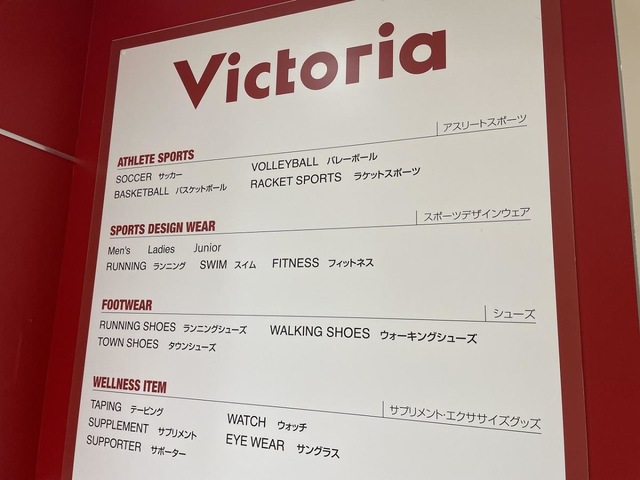 Victoria
アスリートスポーツ
ATHLETE SPORTS
SOCCER サッカー VOLLEYBALL バレーボール
BASKETBALL バスケットボール RACKET SPORTS ラケットスポーツ
スポーツデザインウェア
SPORTS DESIGN WEAR
Men's Ladies Junior
RUNNING ランニング SWIM スイム FITNESS フィットネス
シューズ
FOOTWEAR
RUNNING SHOES ランニングシューズ WALKING SHOES ウォーキングシューズ
TOWN SHOES タウンシューズ
サプリメント・エクササイズグッズ
WELLNESS ITEM
TAPING テーピング WATCH ウォッチ
SUPPLEMENT サプリメント EYE WEAR サングラス
SUPPORTER サポーター